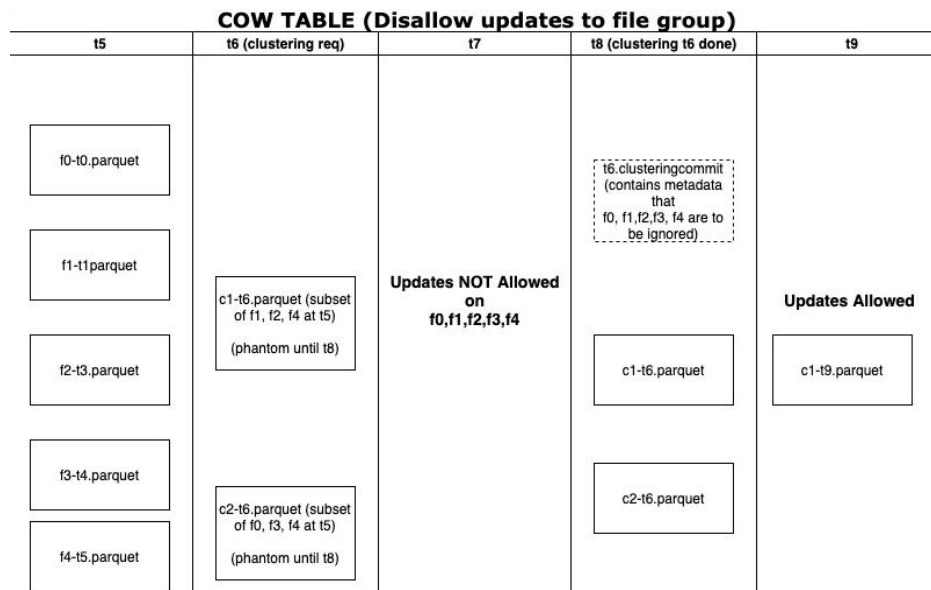 COW TABLE (Disallow updates to file group)
t5
t6 (clustering req)
t7
t8 (clustering t6 done)
t9
f0-t0.parquet
f1-t1parquet
f2-t3.parquet
f3-t4.parquet
f4-t5.parquet
c1-t6.parquet (subset
of f1, f2, f4 at t5)
(phantom until t8)
c2-t6.parquet (subset
of f0, f3, f4 at t5)
(phantom until t8)
Updates NOT Allowed
on
f0,f1,f2,f3,f4
t6.clusteringcommit
(contains metadata
that
f0, f1,f2,f3, f4 are to
be ignored)
c1-t6.parquet
c2-t6.parquet
Updates Allowed
c1-t9.parquet